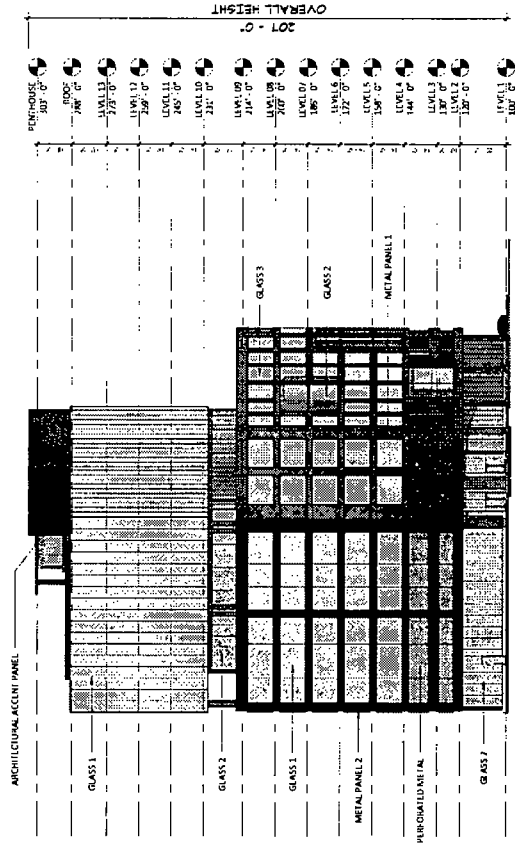 OVERALL HEIGHT
207' - 0"
PENTHOUSE
303' - 0"
ROOF
288' - 0"
LEVEL 13
273' - 0"
LEVEL 12
259' - 0"
LEVEL 11
245' - 0"
LEVEL 10
231' - 0"
LEVEL 09
214' - 0"
LEVEL 08
200' - 0"
LEVEL 07
186' - 0"
LEVEL 6
172' - 0"
LEVEL 5
158' - 0"
LEVEL 4
144' - 0"
LEVEL 3
130' - 0"
LEVEL 2
120' - 0"
LEVEL 1
100' - 0"
GLASS 3
GLASS 2
METAL PANEL 1
ARCHITECTURAL ACCENT PANEL
GLASS 1
GLASS 2
GLASS 1
METAL PANEL 2
PERFORATED METAL
GLASS 2